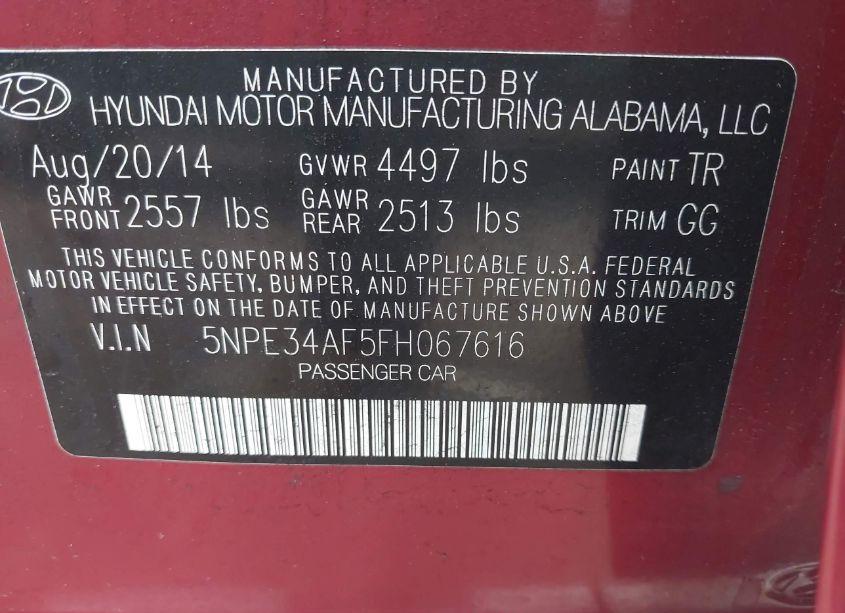 MANUFACTURED BY
HYUNDAI MOTOR MANUFACTURING ALABAMA, LLC
Aug/20/14 GVWR 4497 lbs PAINT TR
GAWR FRONT 2557 lbs GAWR REAR 2513 lbs TRIM GG
THIS VEHICLE CONFORMS TO ALL APPLICABLE U.S.A. FEDERAL
MOTOR VEHICLE SAFETY, BUMPER, AND THEFT PREVENTION STANDARDS
IN EFFECT ON THE DATE OF MANUFACTURE SHOWN ABOVE
V.I.N 5NPE34AF5FH067616
PASSENGER CAR